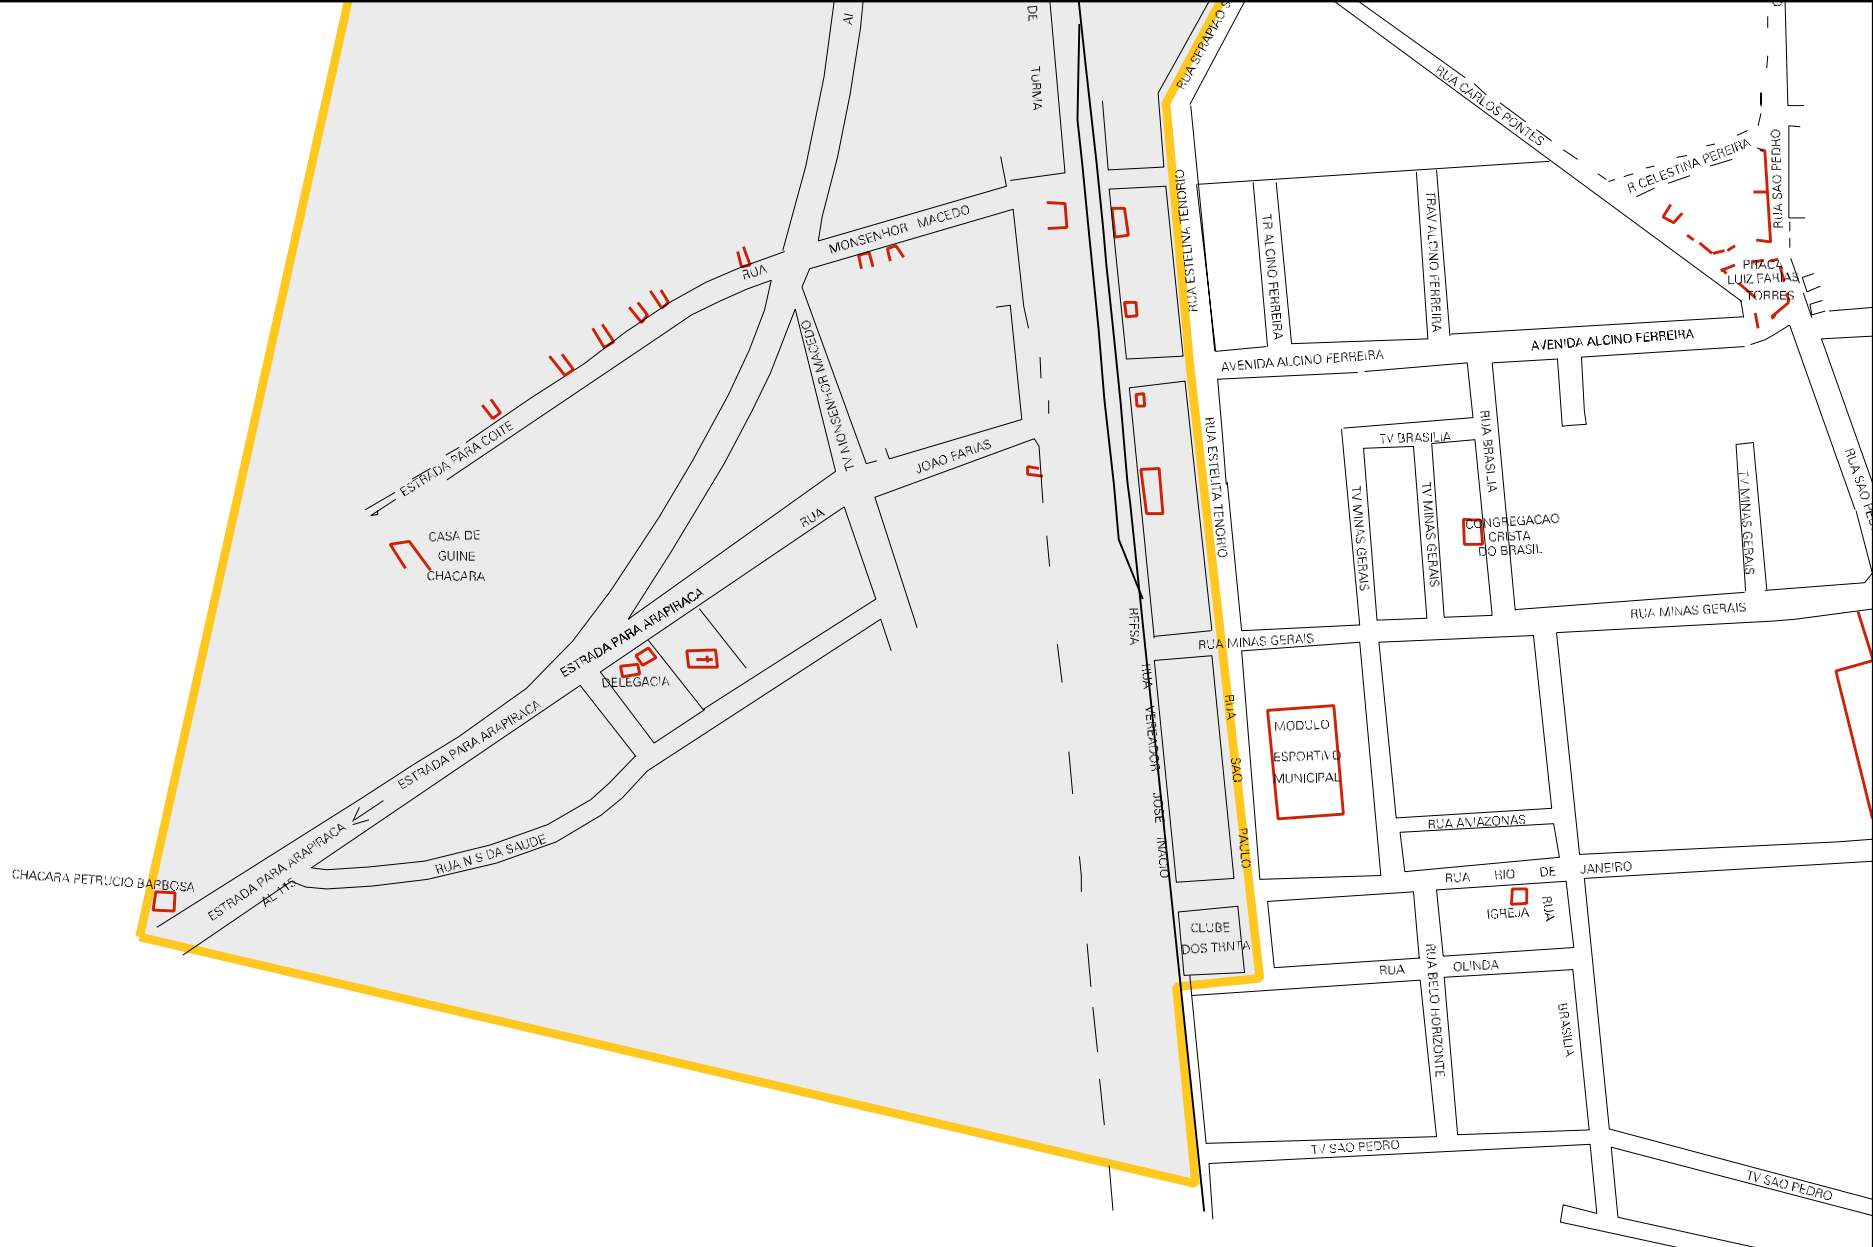 DE
TURMA
RUA SERAPIAO S
RUA CARLOS PONTES
R CELESTINA PEREIRA
RUA SAO PEDRO
MONSENHOR MACEDO
RUA
RUA ESTELINA TENORIO
TR ALCINO FERREIRA
TRAV ALCINO FERREIRA
PRACA
LUIZ FARIAS
TORRES
AVENIDA ALCINO FERREIRA
AVENIDA ALCINO FERREIRA
TV MONSENHOR MACEDO
ESTRADA PARA COITE
JOAO FARIAS
RUA
RUA ESTELITA TENORIO
TV BRASILIA
RUA BRASILIA
TV MINAS GERAIS
TV MINAS GERAIS
TV MINAS GERAIS
RUA SAO PE
CONGREGACAO
CRISTA
DO BRASIL
CASA DE
GUINE
CHACARA
ESTRADA PARA ARAPIRACA
DELEGACIA
RFFSA
RUA MINAS GERAIS
RUA MINAS GERAIS
RUA VEREADOR JOSE INACIO
RUA SAO PAULO
MODULO
ESPORTIVO
MUNICIPAL
ESTRADA PARA ARAPIRACA
RUA AMAZONAS
RUA N S DA SAUDE
RUA RIO DE JANEIRO
ESTRADA PARA ARAPIRACA
AL 115
CHACARA PETRUCIO BARBOSA
IGREJA
RUA
BRASILIA
CLUBE
DOS TRNTA
RUA OLINDA
RUA BELO HORIZONTE
TV SAO PEDRO
TV SAO PEDRO